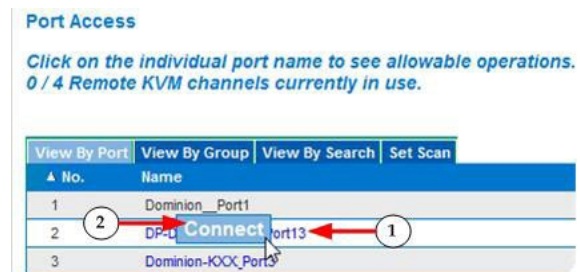 Port Access
Click on the individual port name to see allowable operations.
0 / 4 Remote KVM channels currently in use.
View By Port View By Group View By Search Set Scan
▲ No. Name
1 Dominion__Port1
2 DP-D Connect Port13
3 Dominion-KXX_Port3
2
1